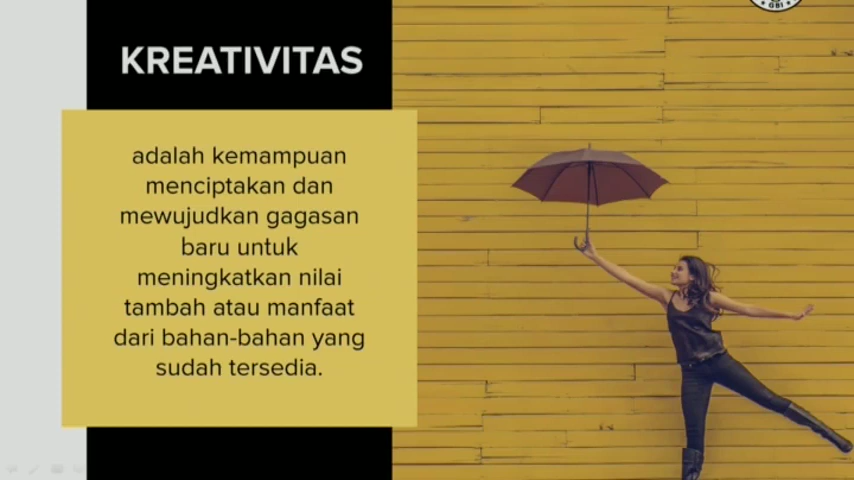 KREATIVITAS
adalah kemampuan
menciptakan dan
mewujudkan gagasan
baru untuk
meningkatkan nilai
tambah atau manfaat
dari bahan-bahan yang
sudah tersedia.
GBI